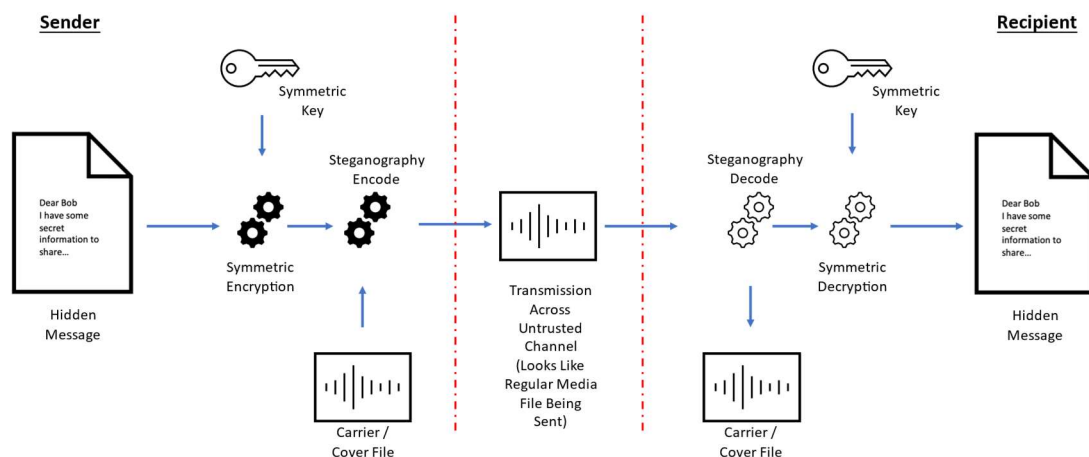 Sender
Recipient
Symmetric
Key
Symmetric
Key
Steganography
Encode
Steganography
Decode
Dear Bob
I have some
secret
information to
share...
Dear Bob
I have some
secret
information to
share...
Symmetric
Encryption
Symmetric
Decryption
Hidden
Message
Transmission
Across
Untrusted
Channel
(Looks Like
Regular Media
File Being
Sent)
Hidden
Message
Carrier /
Cover File
Carrier /
Cover File